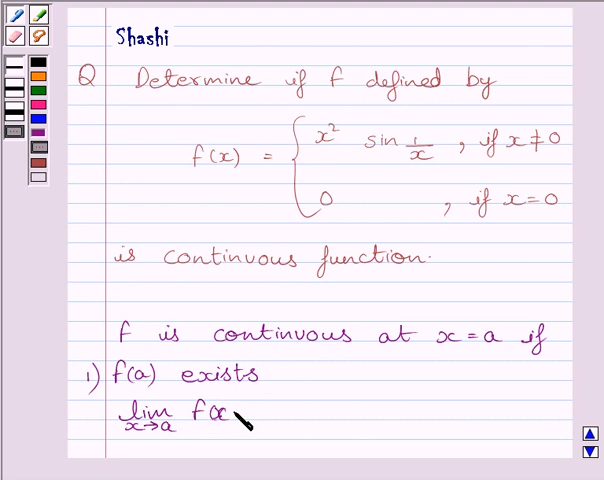 Shashi
Q Determine if f defined by
f(x) = { x² sin 1/x , if x ≠ 0
0 , if x = 0
is continuous function.
f is continuous at x = a if
1) f(a) exists
lim x→a f(x